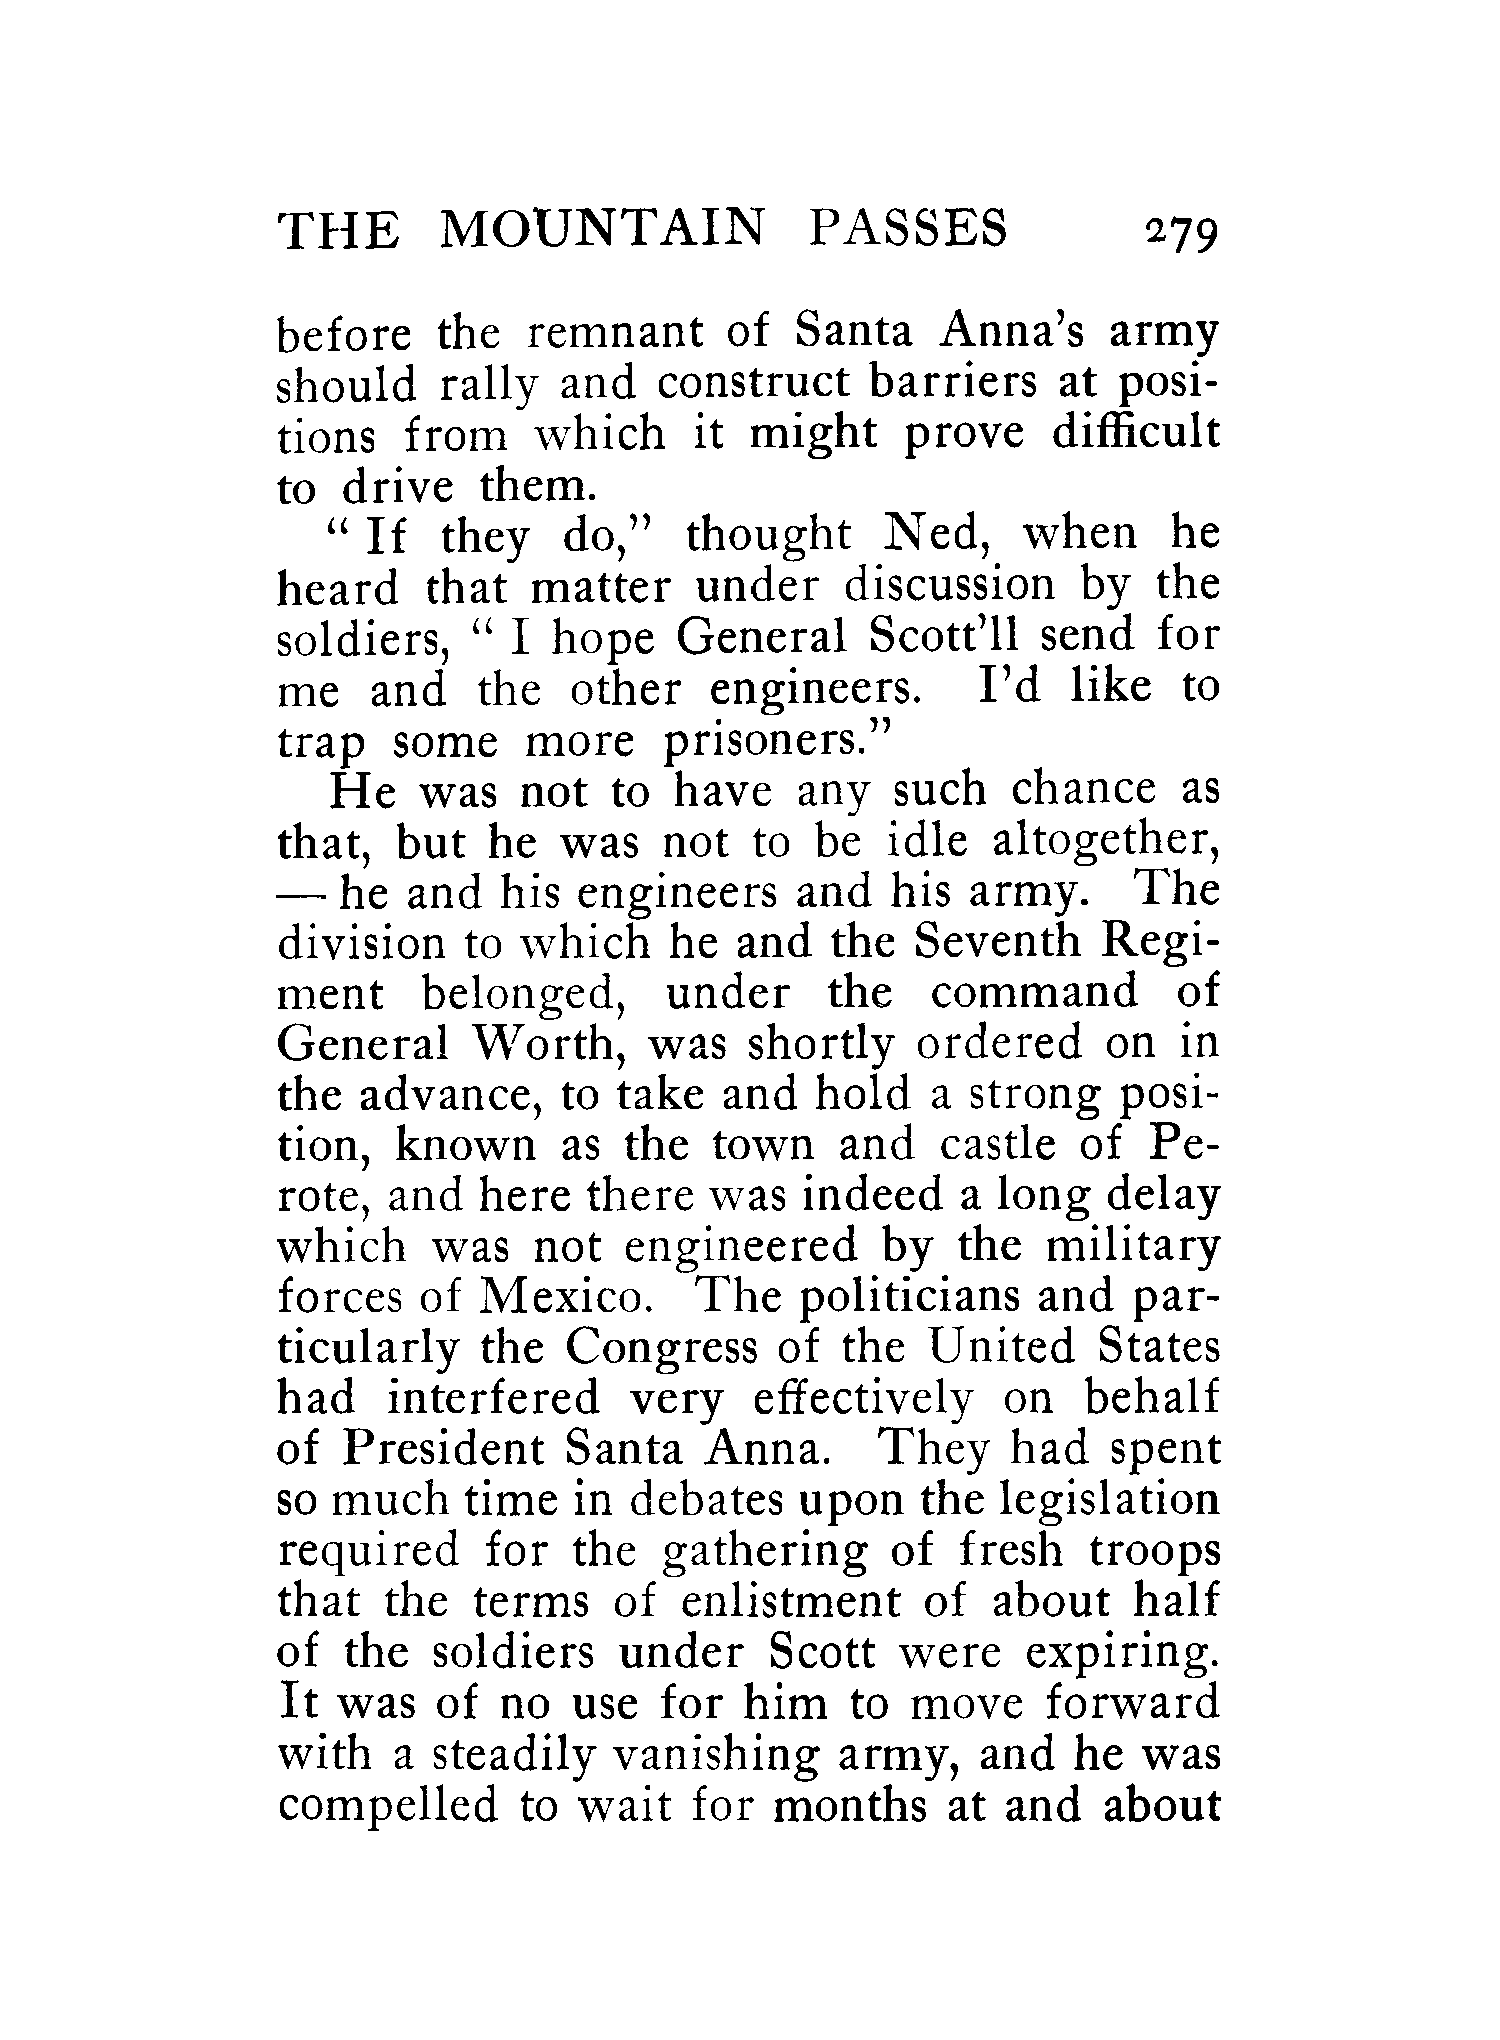 THE MOUNTAIN PASSES 279
before the remnant of Santa Anna's army
should rally and construct barriers at posi-
tions from which it might prove difficult
to drive them.
" If they do," thought Ned, when he
heard that matter under discussion by the
soldiers, " I hope General Scott'll send for
me and the other engineers. I'd like to
trap some more prisoners."
He was not to have any such chance as
that, but he was not to be idle altogether,
— he and his engineers and his army. The
division to which he and the Seventh Regi-
ment belonged, under the command of
General Worth, was shortly ordered on in
the advance, to take and hold a strong posi-
tion, known as the town and castle of Pe-
rote, and here there was indeed a long delay
which was not engineered by the military
forces of Mexico. The politicians and par-
ticularly the Congress of the United States
had interfered very effectively on behalf
of President Santa Anna. They had spent
so much time in debates upon the legislation
required for the gathering of fresh troops
that the terms of enlistment of about half
of the soldiers under Scott were expiring.
It was of no use for him to move forward
with a steadily vanishing army, and he was
compelled to wait for months at and about